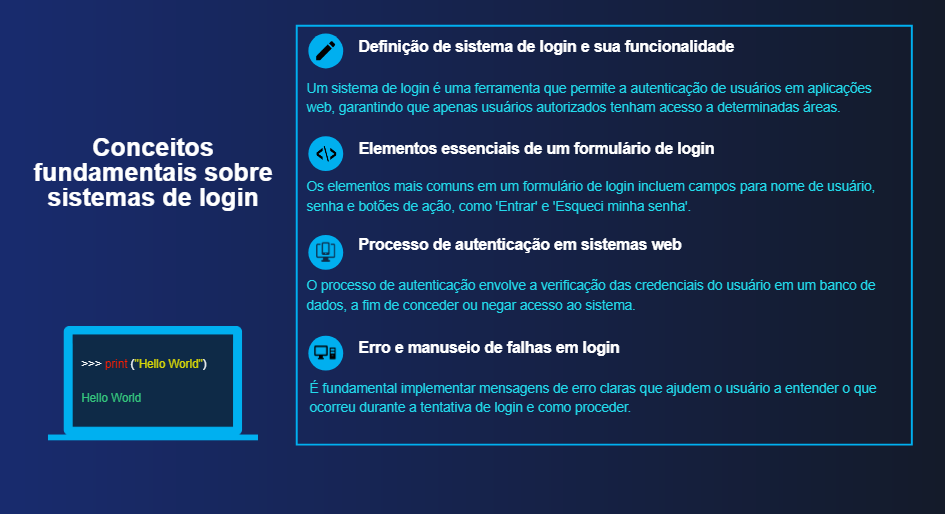 Conceitos
fundamentais sobre
sistemas de login
>>> print ("Hello World")
Hello World
Definição de sistema de login e sua funcionalidade
Um sistema de login é uma ferramenta que permite a autenticação de usuários em aplicações
web, garantindo que apenas usuários autorizados tenham acesso a determinadas áreas.
</>
Elementos essenciais de um formulário de login
Os elementos mais comuns em um formulário de login incluem campos para nome de usuário,
senha e botões de ação, como 'Entrar' e 'Esqueci minha senha'.
Processo de autenticação em sistemas web
O processo de autenticação envolve a verificação das credenciais do usuário em um banco de
dados, a fim de conceder ou negar acesso ao sistema.
Erro e manuseio de falhas em login
É fundamental implementar mensagens de erro claras que ajudem o usuário a entender o que
ocorreu durante a tentativa de login e como proceder.